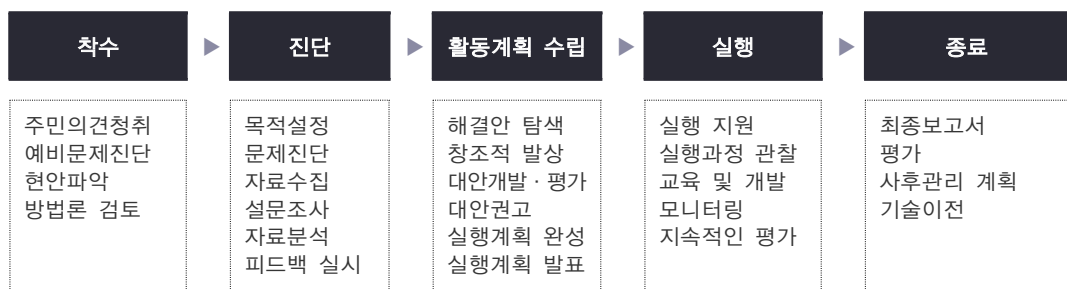 착수
진단
활동계획 수립
실행
종료
주민의견청취
예비문제진단
현안파악
방법론 검토
목적설정
문제진단
자료수집
설문조사
자료분석
피드백 실시
해결안 탐색
창조적 발상
대안개발·평가
대안권고
실행계획 완성
실행계획 발표
실행 지원
실행과정 관찰
교육 및 개발
모니터링
지속적인 평가
최종보고서
평가
사후관리 계획
기술이전